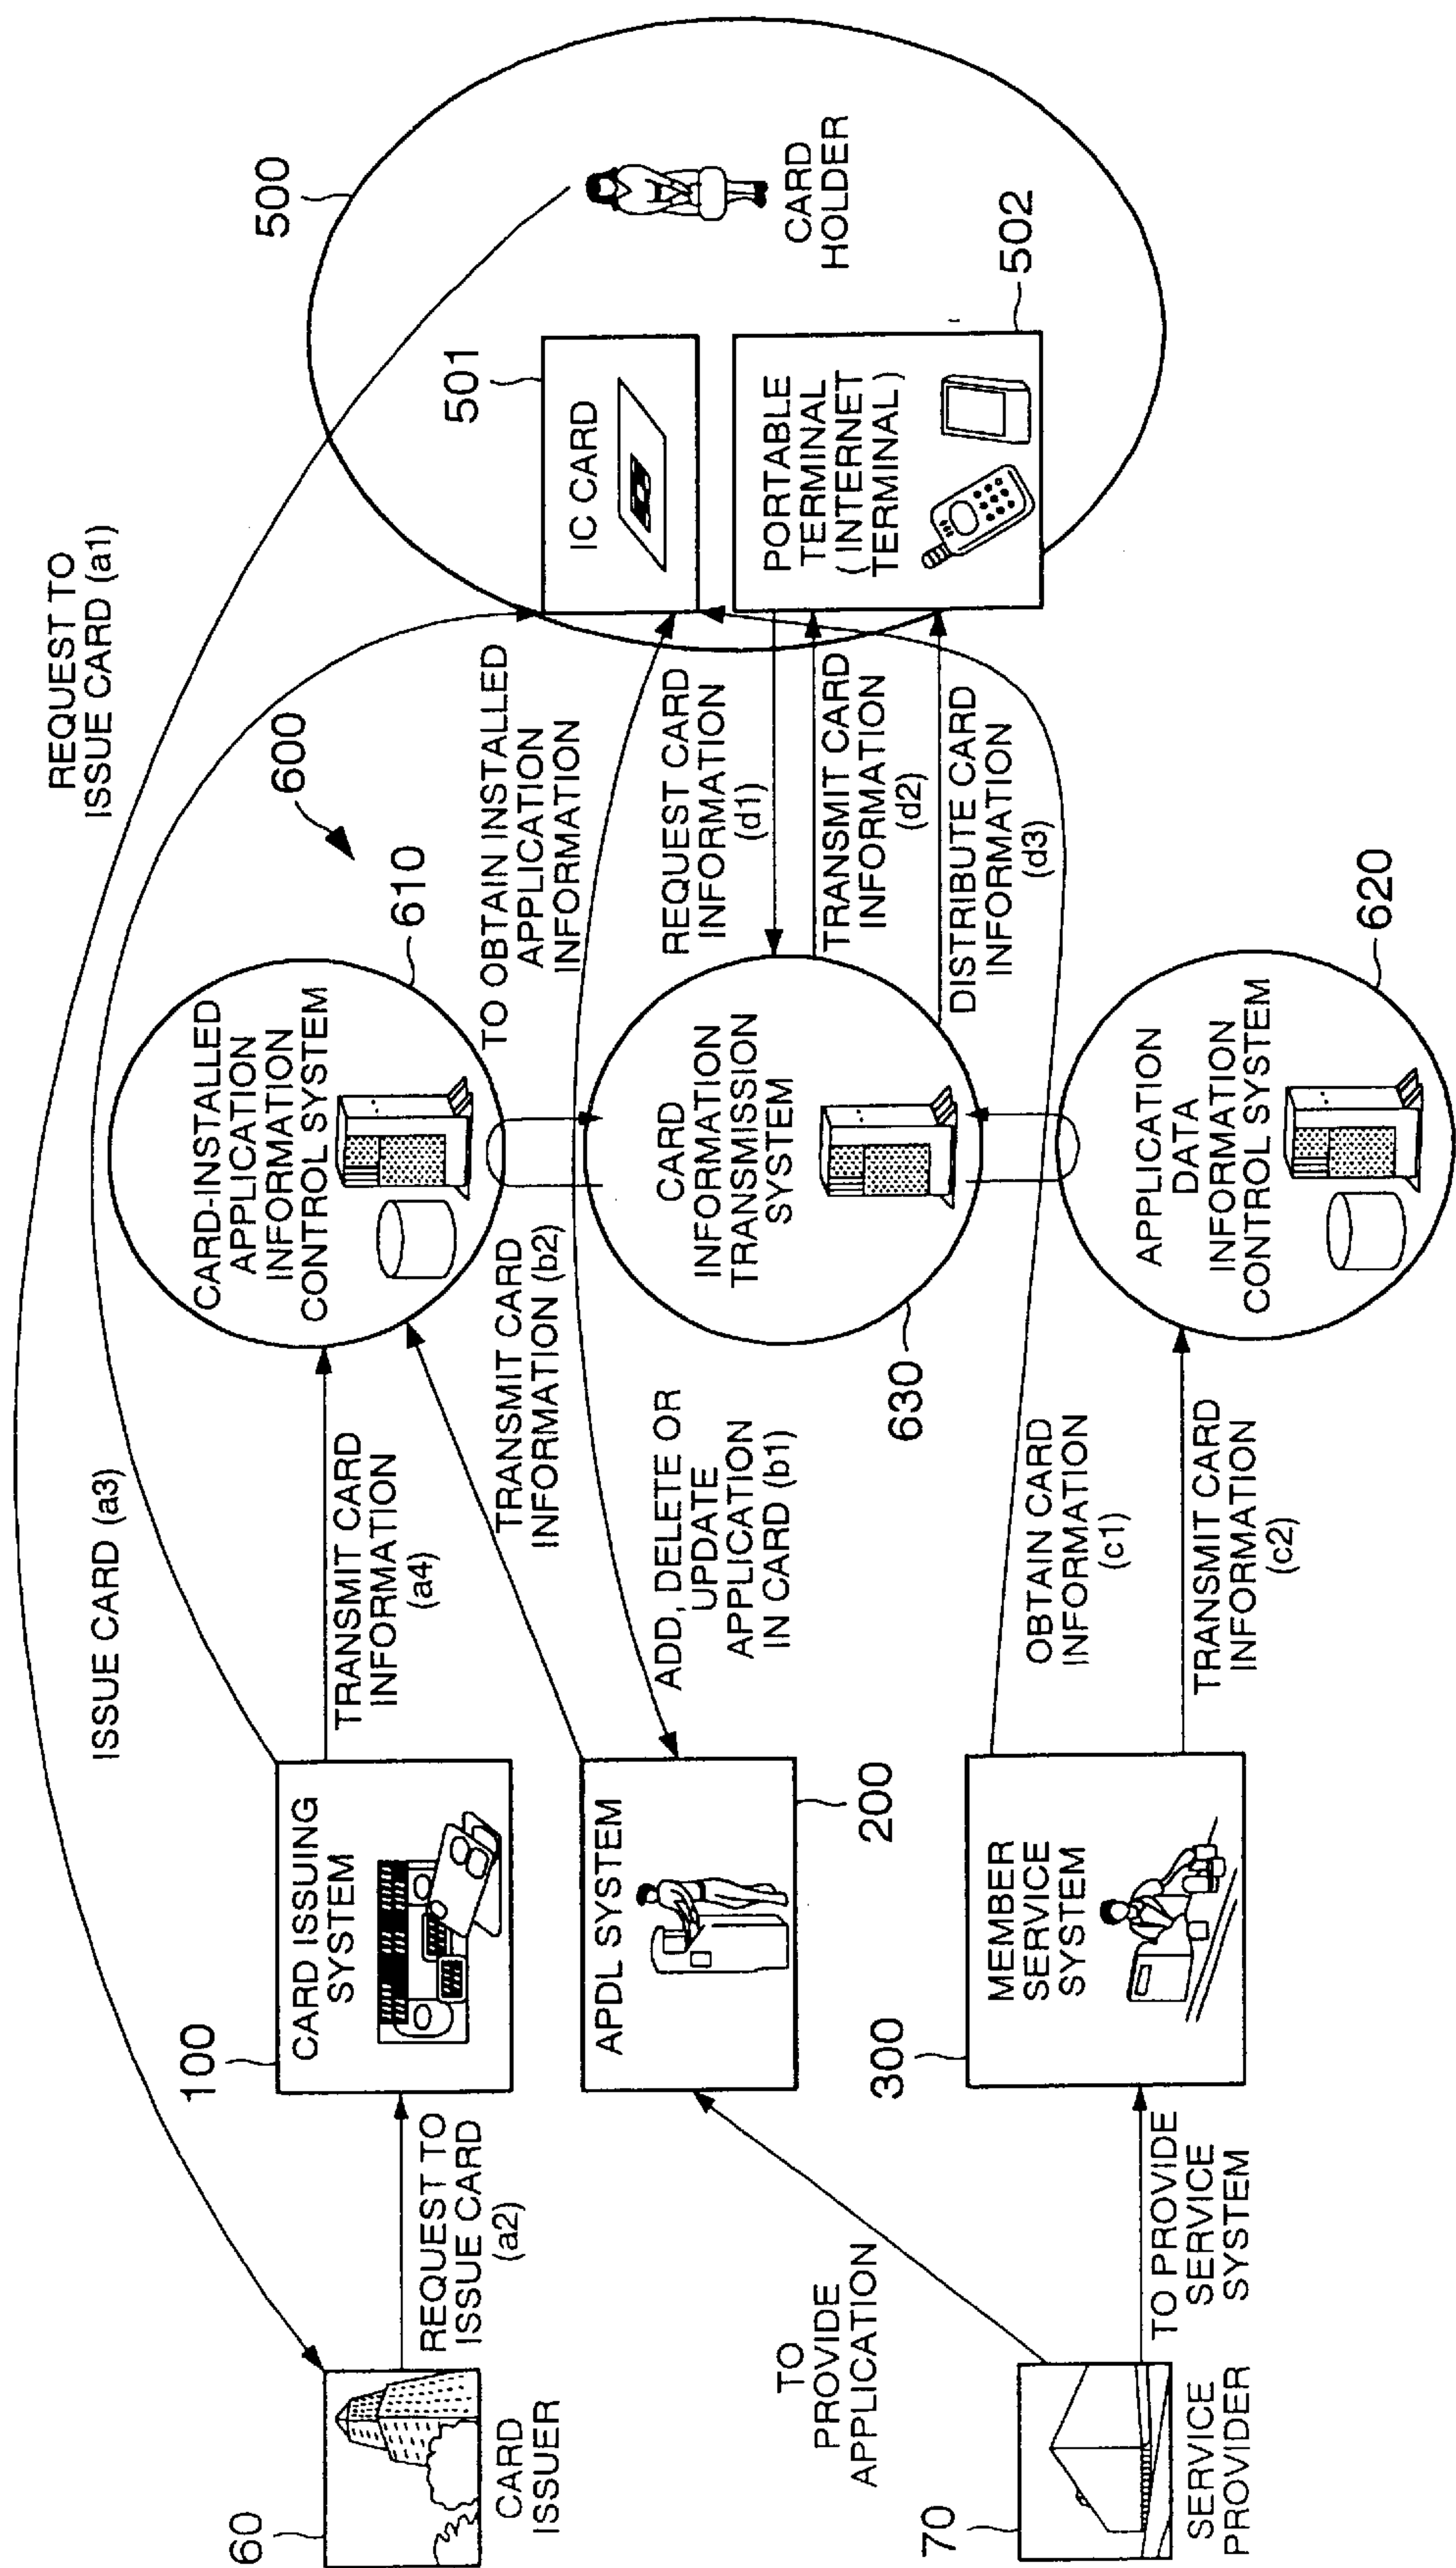 REQUEST TO
ISSUE CARD (a1)
ISSUE CARD (a3)
600
500
60
CARD
ISSUER
REQUEST TO
ISSUE CARD
(a2)
100
CARD ISSUING
SYSTEM
TRANSMIT CARD
INFORMATION
(a4)
610
CARD-INSTALLED
APPLICATION
INFORMATION
CONTROL SYSTEM
TO OBTAIN INSTALLED
APPLICATION
INFORMATION
501
IC CARD
CARD
HOLDER
APDL SYSTEM
200
TRANSMIT CARD
INFORMATION (b2)
ADD, DELETE OR
UPDATE
APPLICATION
IN CARD (b1)
CARD
INFORMATION
TRANSMISSION
SYSTEM
630
REQUEST CARD
INFORMATION
(d1)
TRANSMIT CARD
INFORMATION
(d2)
DISTRIBUTE CARD
INFORMATION
(d3)
PORTABLE
TERMINAL
(INTERNET
TERMINAL)
502
TO
PROVIDE
APPLICATION
70
SERVICE
PROVIDER
TO PROVIDE
SERVICE
SYSTEM
300
MEMBER
SERVICE
SYSTEM
OBTAIN CARD
INFORMATION
(c1)
TRANSMIT CARD
INFORMATION
(c2)
APPLICATION
DATA
INFORMATION
CONTROL SYSTEM
620